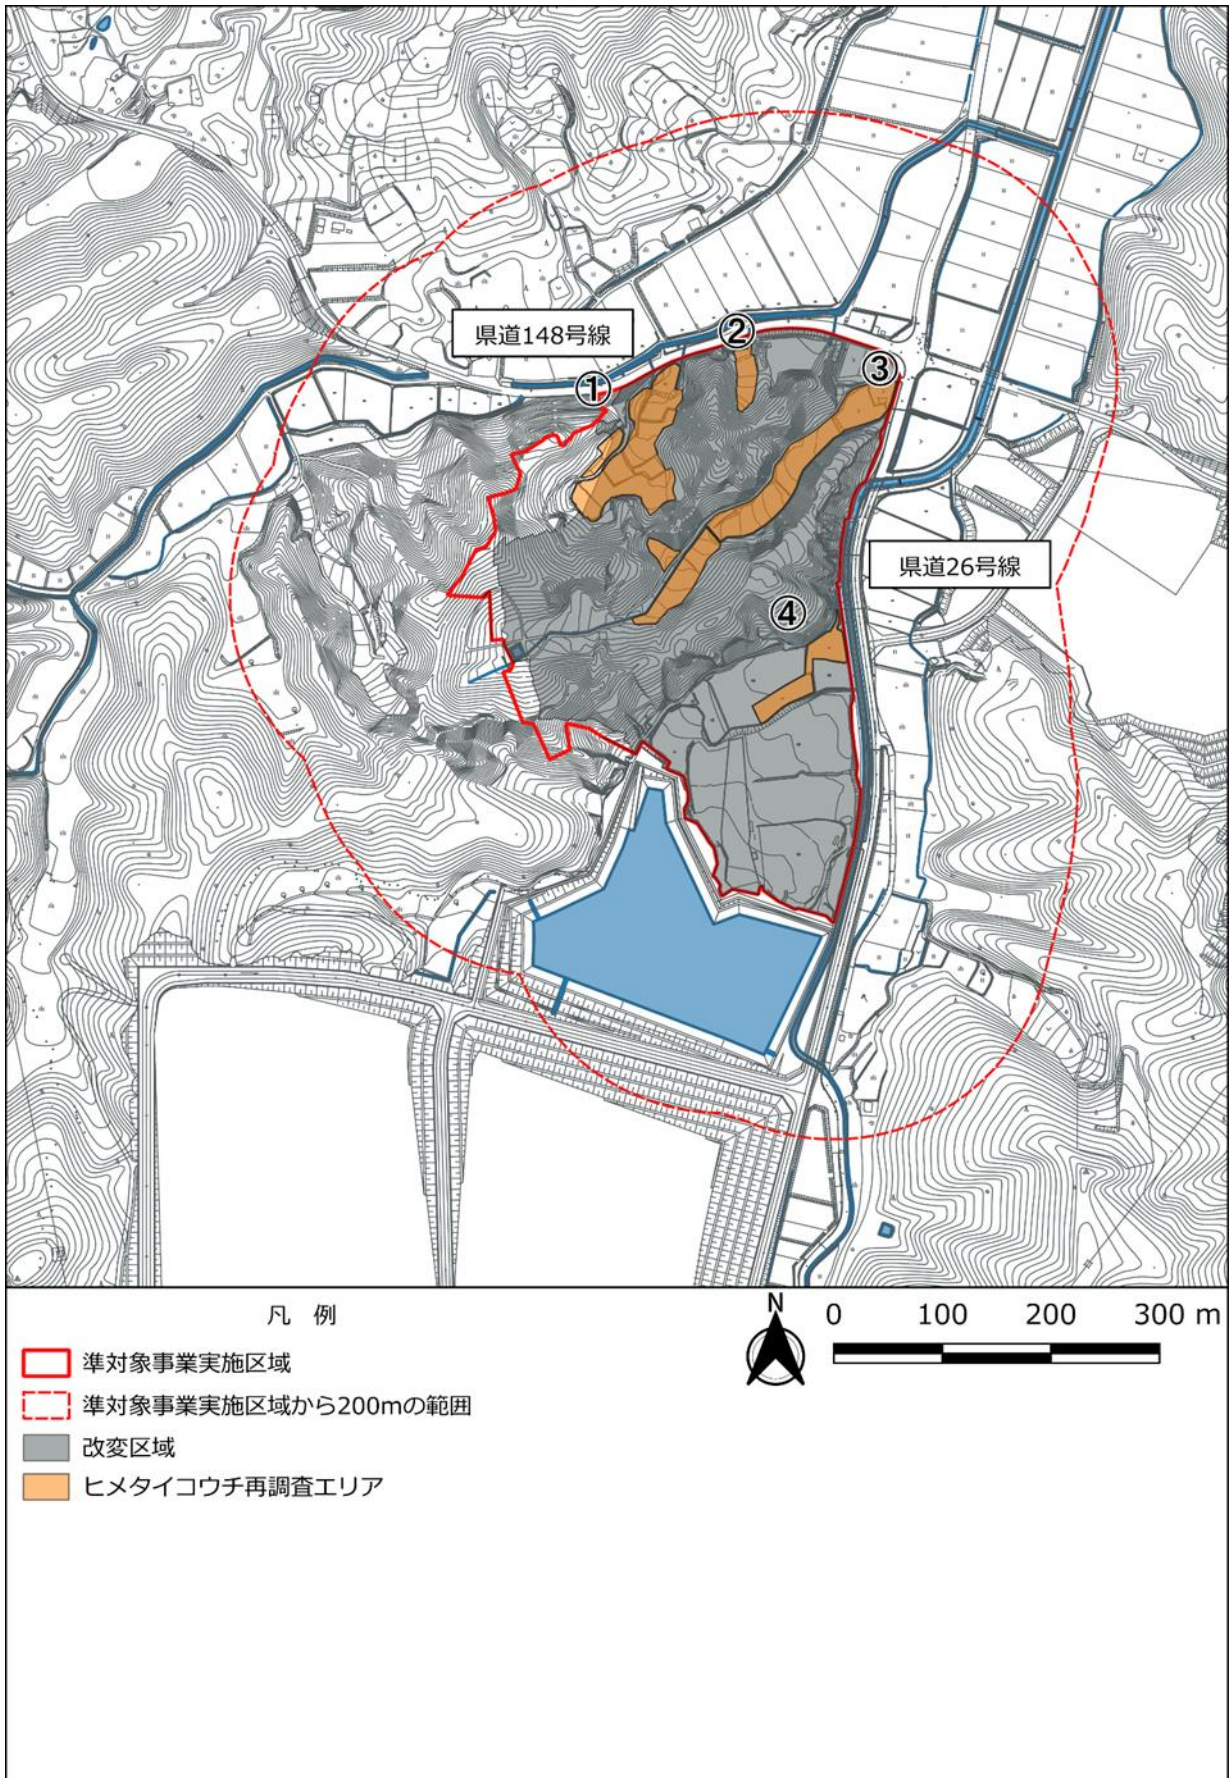 県道148号線
①
②
③
県道26号線
④
凡 例
準対象事業実施区域
準対象事業実施区域から200mの範囲
改変区域
ヒメタイコウチ再調査エリア
N
0 100 200 300 m